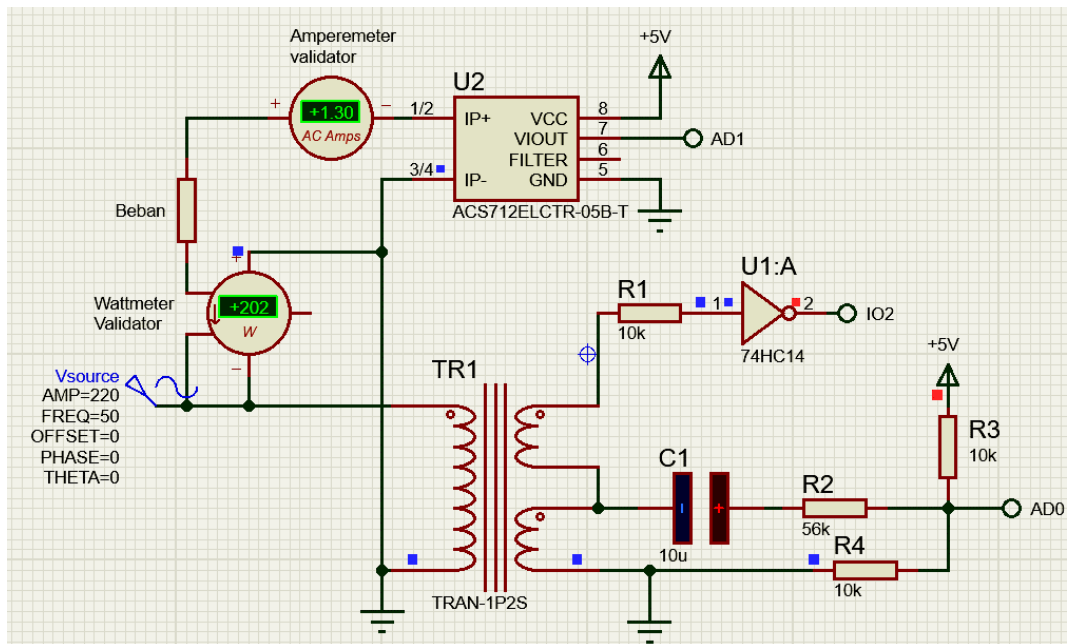 Amperemeter
validator
+1.30
AC Amps
+
−
1/2
3/4
U2
IP+
IP-
VCC
VIOUT
FILTER
GND
8
7
6
5
ACS712ELCTR-05B-T
+5V
AD1
Beban
Wattmeter
Validator
+
+202
W
−
Vsource
AMP=220
FREQ=50
OFFSET=0
PHASE=0
THETA=0
TR1
TRAN-1P2S
R1
10k
U1:A
1
2
74HC14
IO2
C1
10u
−
+
R2
56k
+5V
R3
10k
AD0
R4
10k